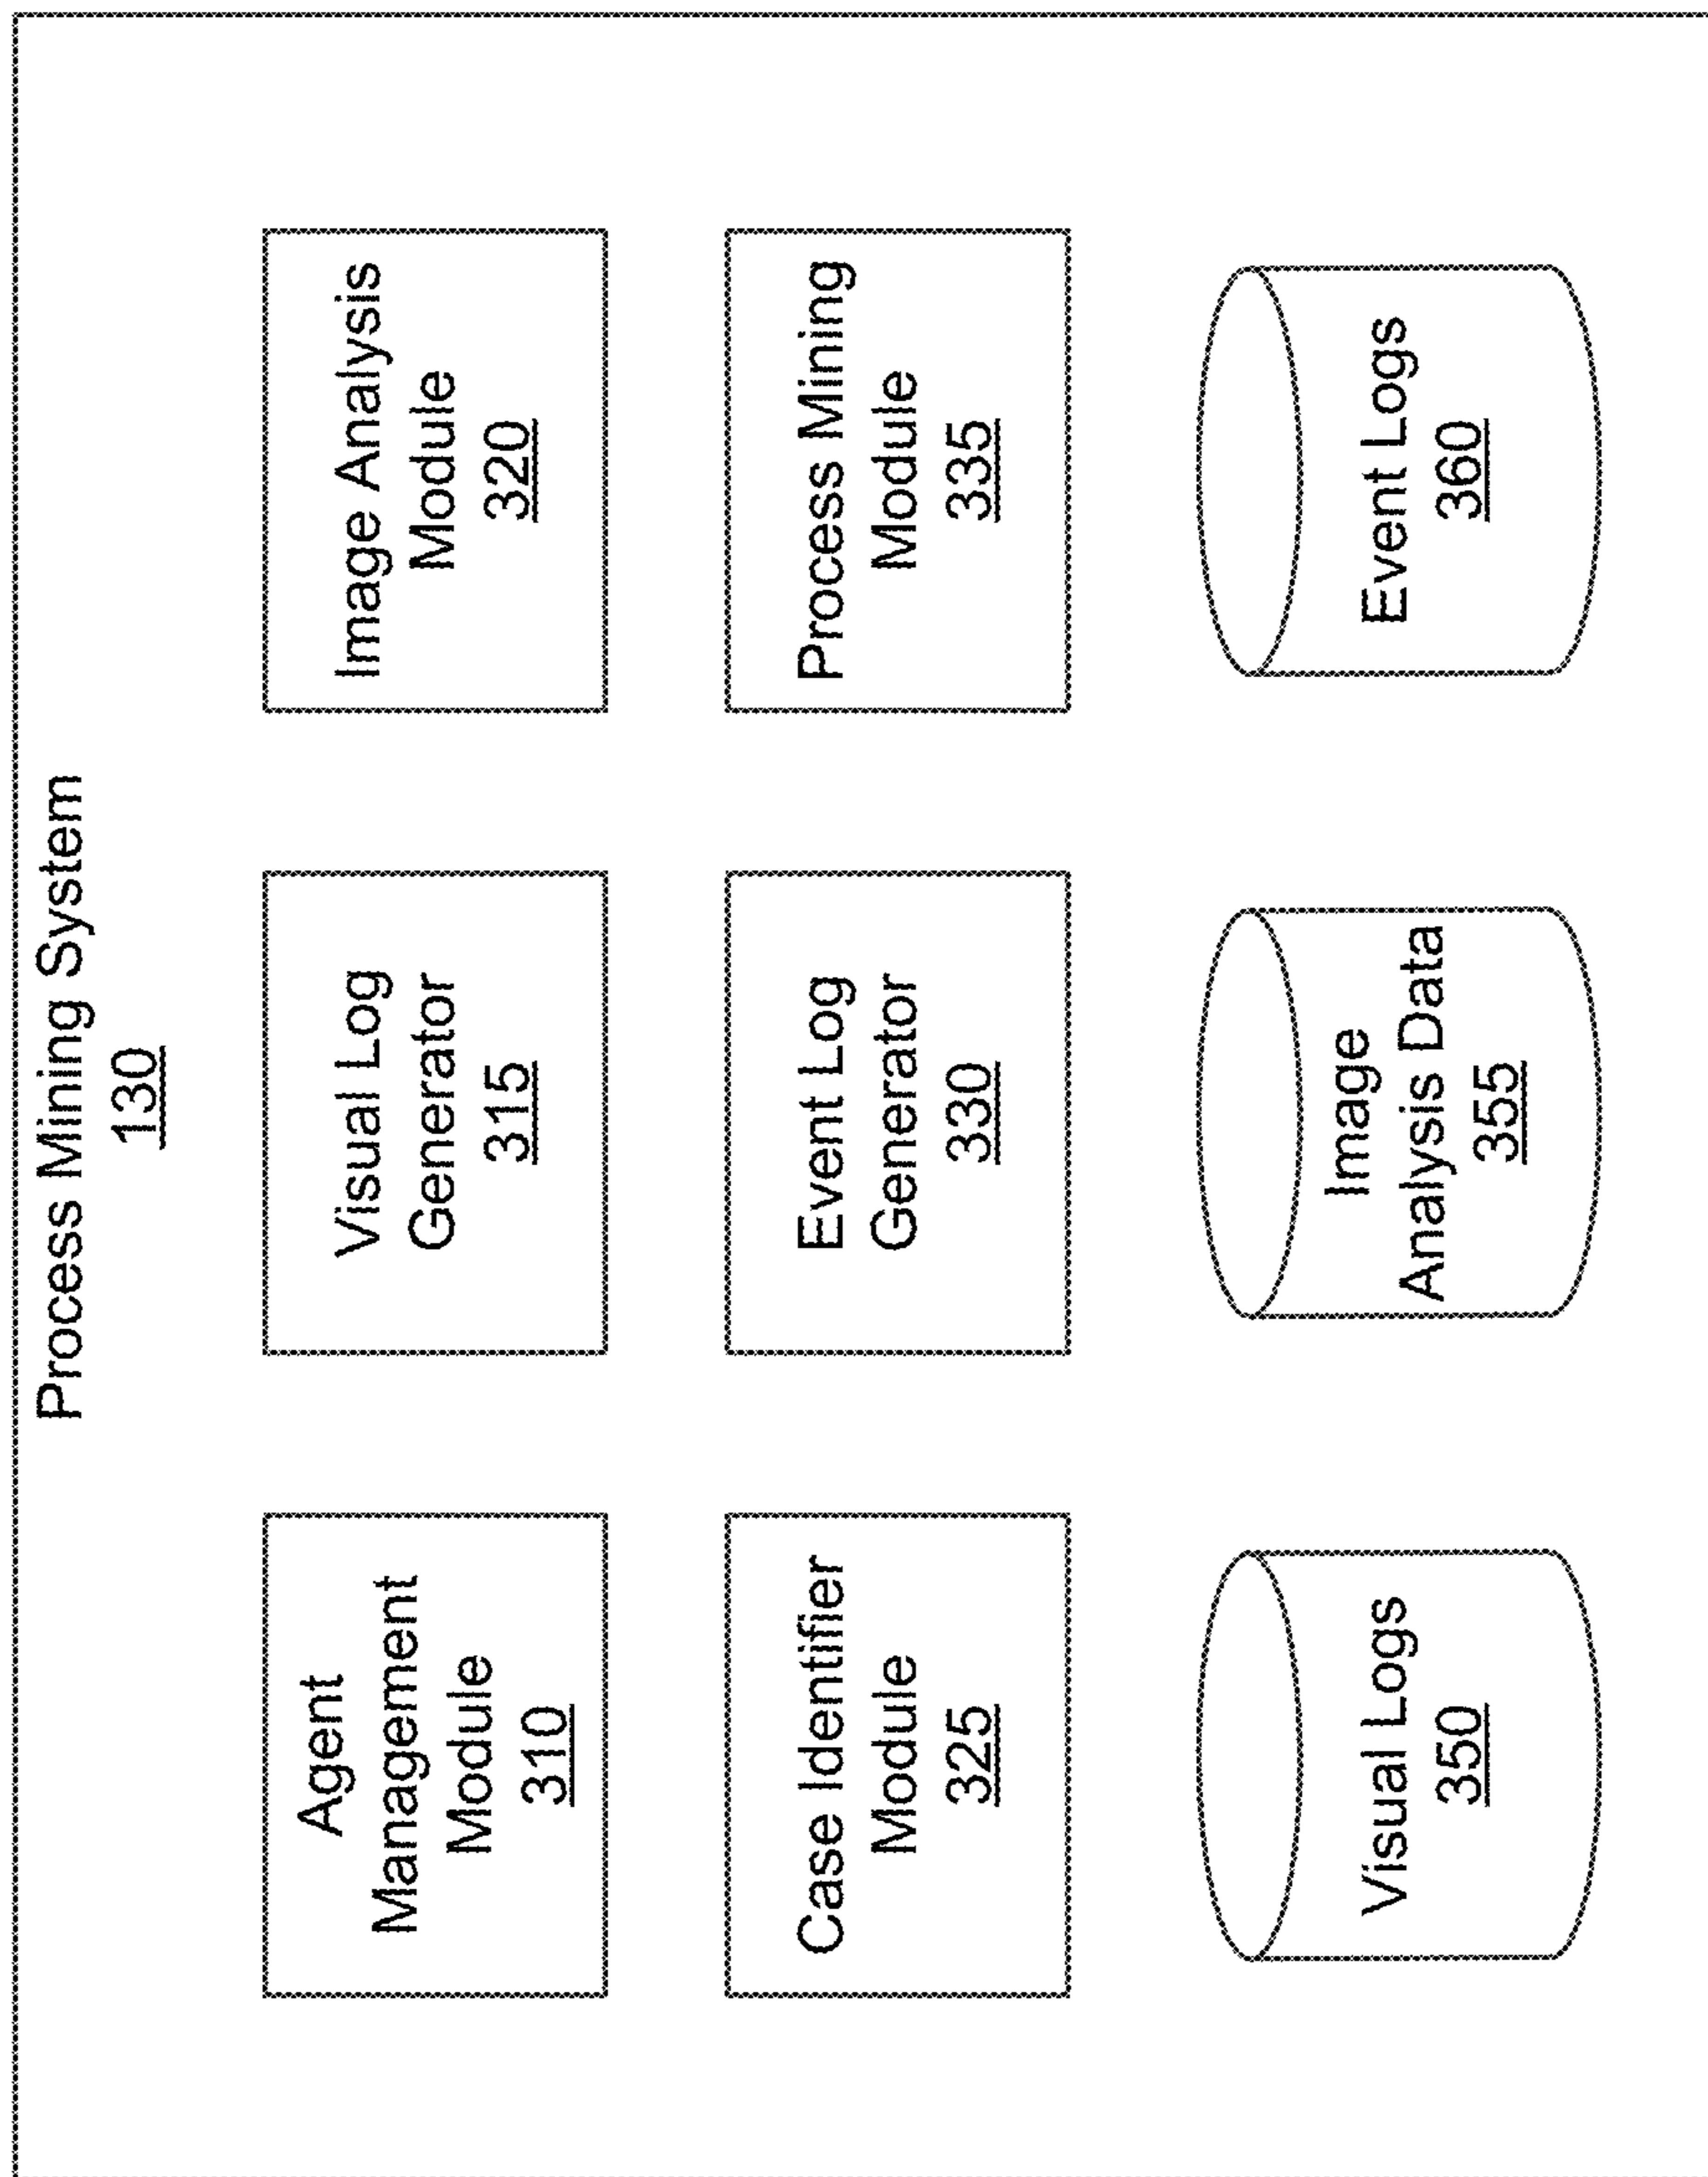 Process Mining System
130
Agent
Management
Module
310
Visual Log
Generator
315
Image Analysis
Module
320
Case Identifier
Module
325
Event Log
Generator
330
Process Mining
Module
335
Visual Logs
350
Image
Analysis Data
355
Event Logs
360